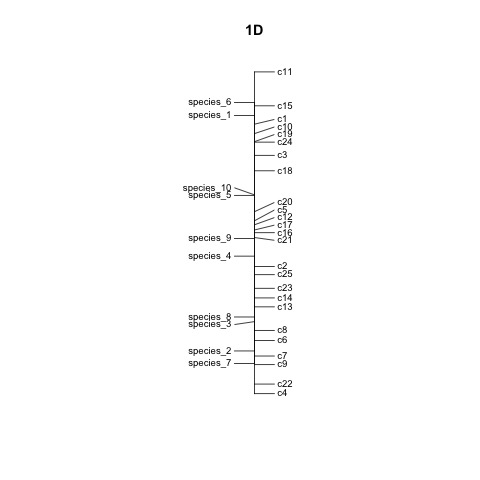 1D
c11
species_6
c15
species_1
c1
c10
c19
c24
c3
c18
species_10
species_5
c20
c5
c12
c17
c16
species_9
c21
species_4
c2
c25
c23
c14
c13
species_8
species_3
c8
c6
species_2
c7
species_7
c9
c22
c4